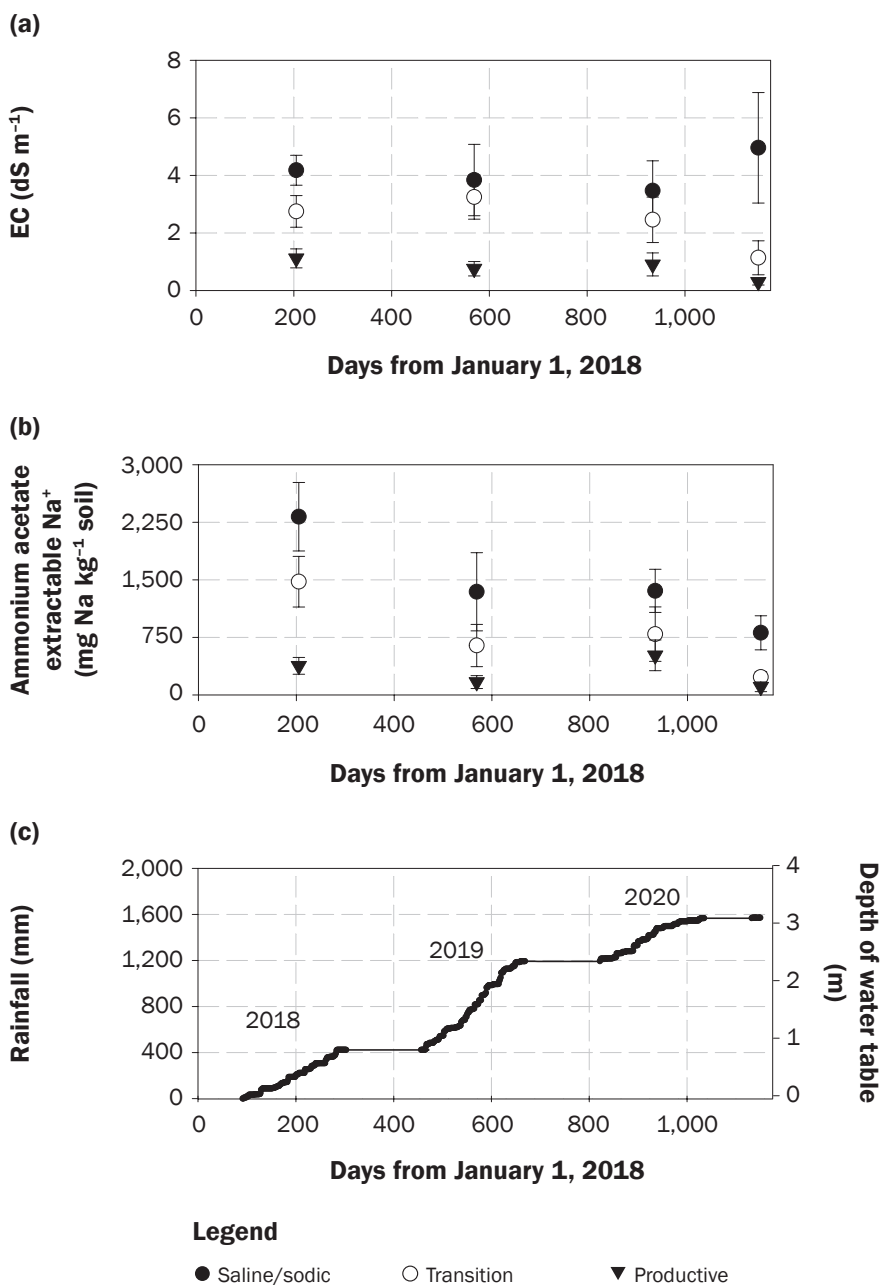 (a)
EC (dS m⁻¹)
8
6
4
2
0
0 200 400 600 800 1,000
Days from January 1, 2018
(b)
Ammonium acetate
extractable Na⁺
(mg Na kg⁻¹ soil)
3,000
2,250
1,500
750
0
0 200 400 600 800 1,000
Days from January 1, 2018
(c)
Rainfall (mm)
2,000
1,600
1,200
800
400
0
2018
2019
2020
4
3
2
1
0
Depth of water table
(m)
0 200 400 600 800 1,000
Days from January 1, 2018
Legend
Saline/sodic Transition Productive